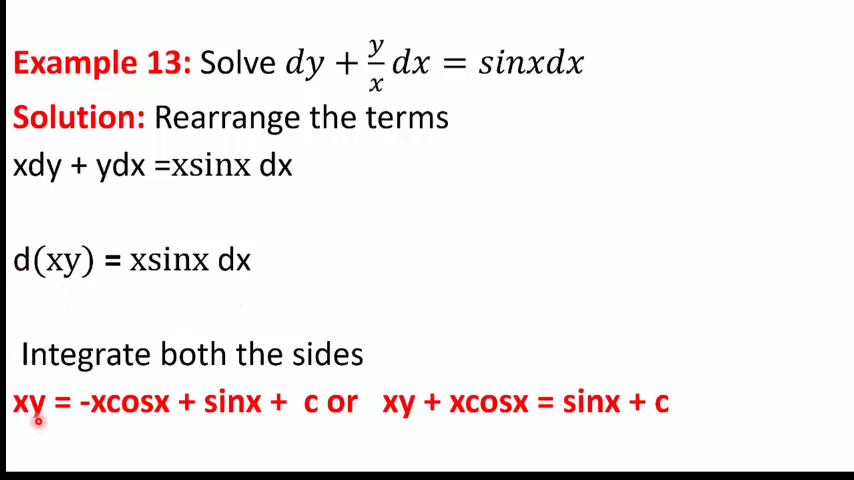 Example 13: Solve dy + y/x dx = sinxdx
Solution: Rearrange the terms
xdy + ydx =xsinx dx
d(xy) = xsinx dx
Integrate both the sides
xy = -xcosx + sinx + c or xy + xcosx = sinx + c